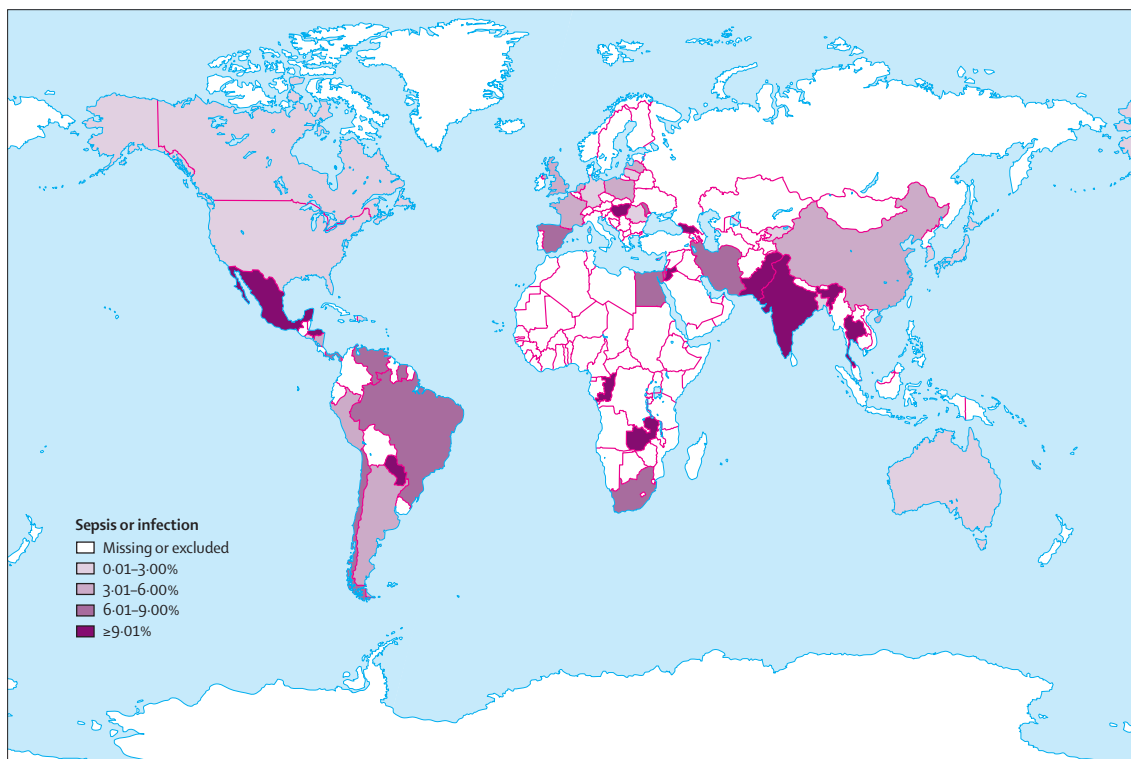 Sepsis or infection
Missing or excluded
0·01–3·00%
3·01–6·00%
6·01–9·00%
≥9·01%